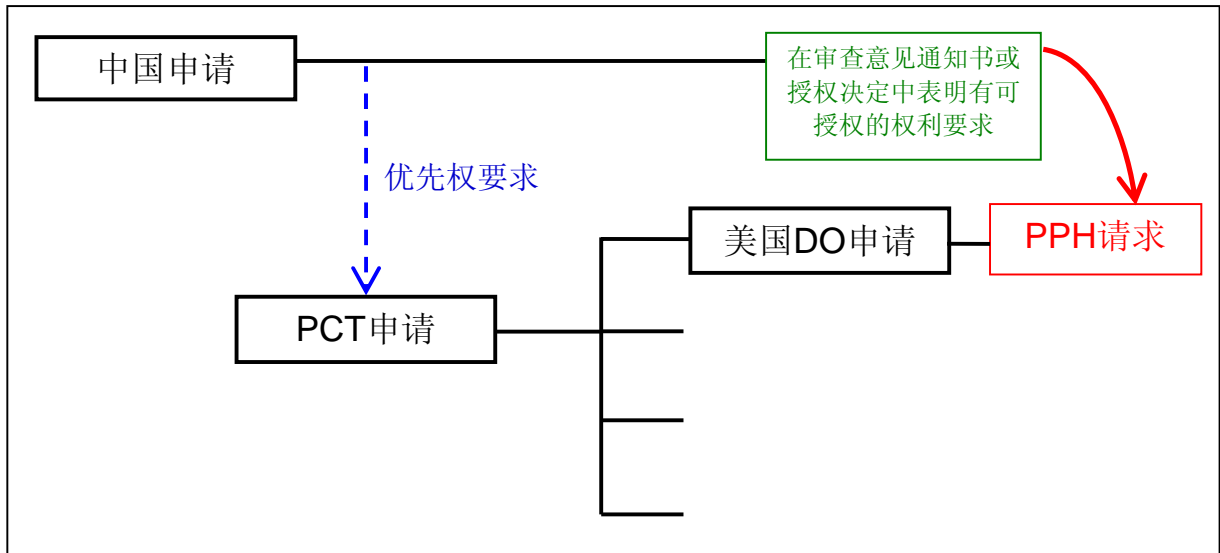 中国申请
在审查意见通知书或
授权决定中表明有可
授权的权利要求
优先权要求
美国DO申请
PPH请求
PCT申请